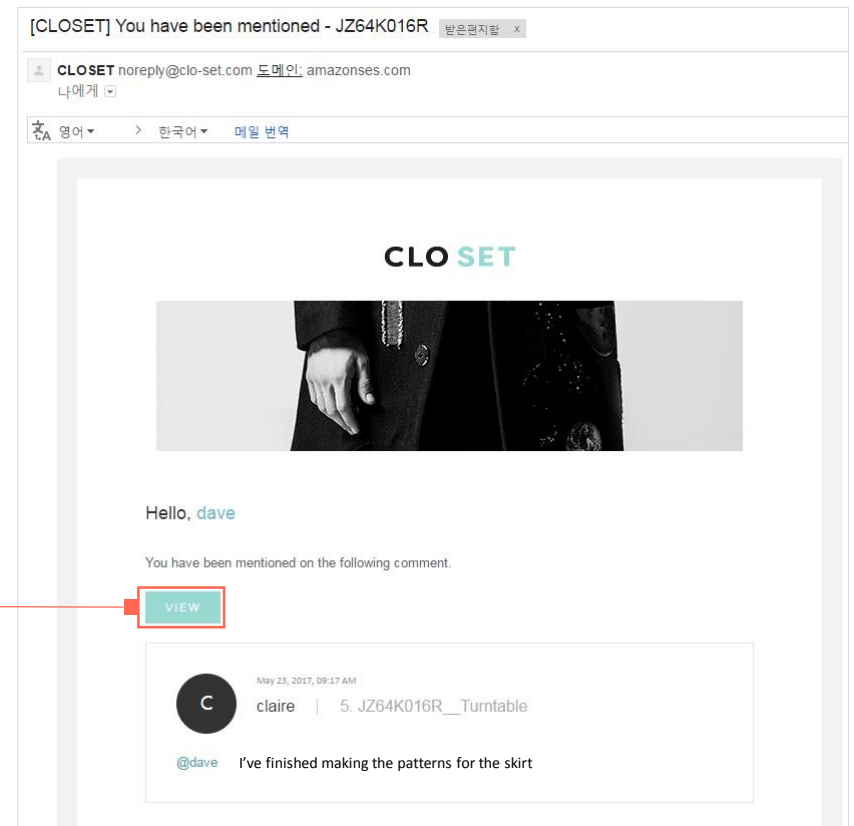 [CLOSET] You have been mentioned - JZ64K016R 받은편지함 x
CLOSET noreply@clo-set.com 도메인: amazonses.com
나에게
文A 영어 > 한국어 메일 번역
CLO SET
Hello, dave
You have been mentioned on the following comment.
VIEW
May 23, 2017, 09:17 AM
C claire | 5. JZ64K016R__Turntable
@dave I've finished making the patterns for the skirt